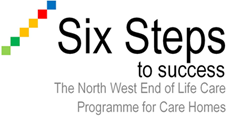 Six Steps
to success
The North West End of Life Care
Programme for Care Homes